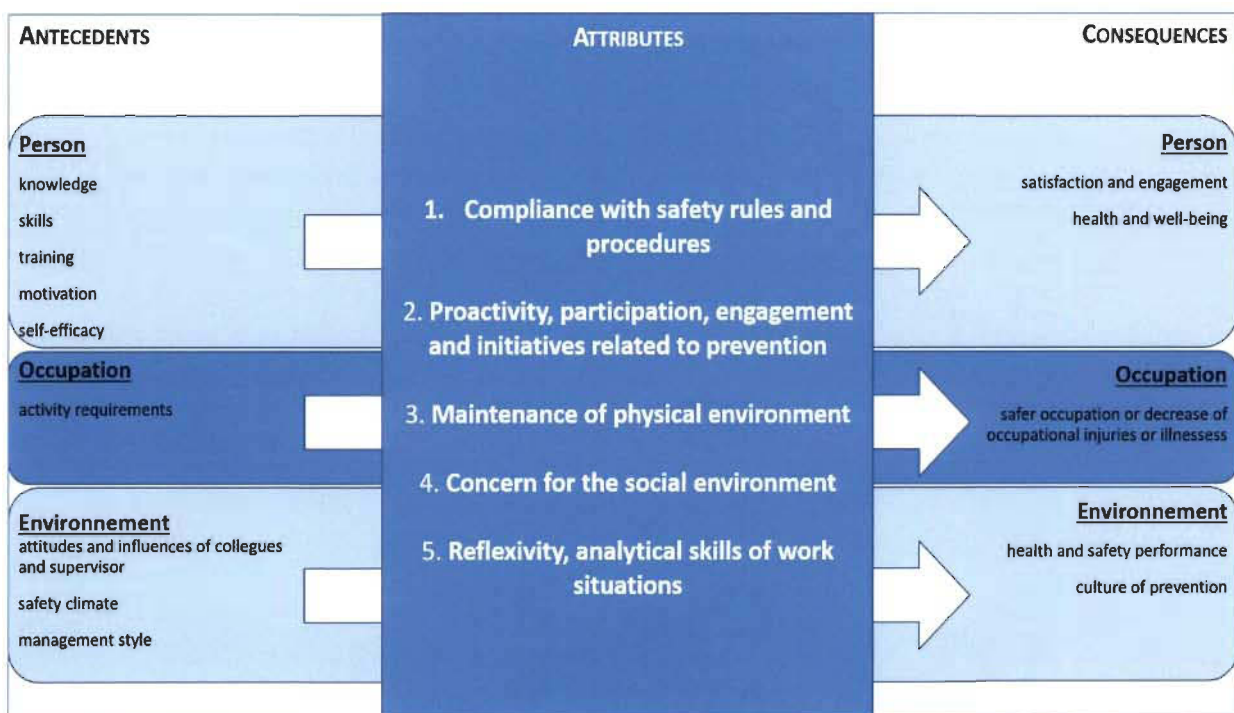 ANTECEDENTS
Person
knowledge
skills
training
motivation
self-efficacy
Occupation
activity requirements
Environnement
attitudes and influences of collegues
and supervisor
safety climate
management style
ATTRIBUTES
1. Compliance with safety rules and
procedures
2. Proactivity, participation, engagement
and initiatives related to prevention
3. Maintenance of physical environment
4. Concern for the social environment
5. Reflexivity, analytical skills of work
situations
CONSEQUENCES
Person
satisfaction and engagement
health and well-being
Occupation
safer occupation or decrease of
occupational injuries or illnessess
Environnement
health and safety performance
culture of prevention